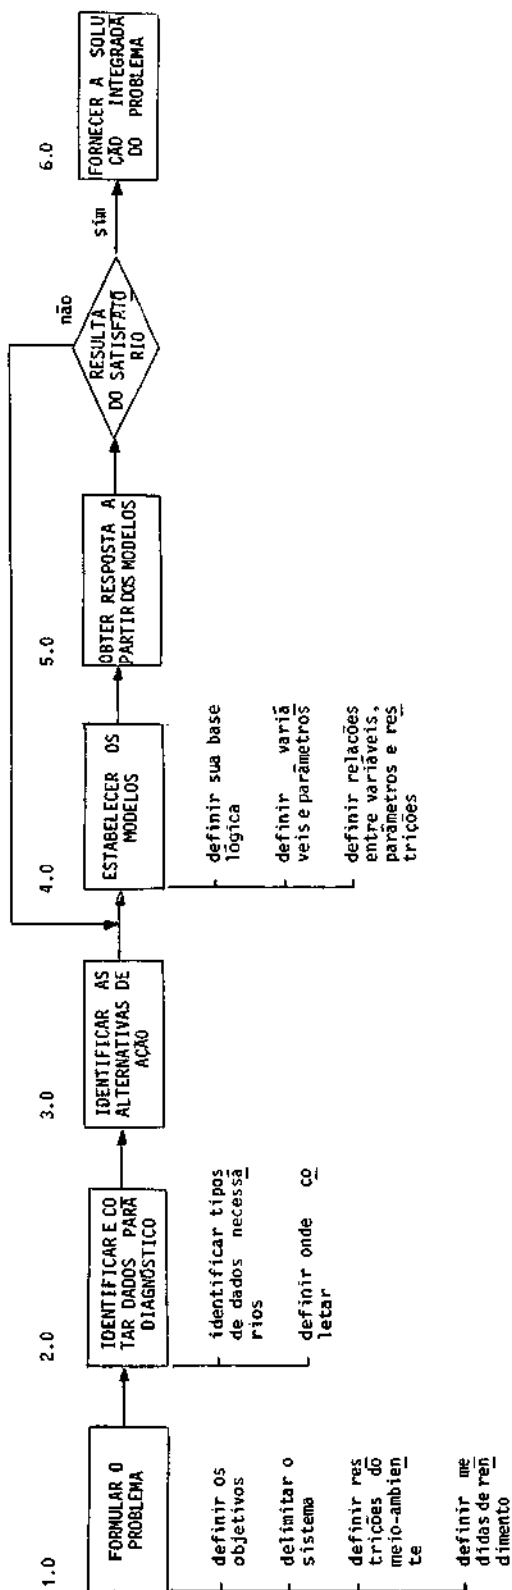 1.0
FORMULAR O
PROBLEMA
definir os
objetivos
delimitar o
sistema
definir res
trições do
meio-ambien
te
definir me
didas de ren
dimento
2.0
IDENTIFICAR E CO
TAR DADOS PARA
DIAGNÓSTICO
identificar tipos
de dados necessá
rios
definir onde co
letar
3.0
IDENTIFICAR AS
ALTERNATIVAS DE
AÇÃO
4.0
ESTABELECER OS
MODELOS
definir sua base
lógica
definir variá
veis e parâmetros
definir relações
entre variáveis,
parâmetros e res
trições
5.0
OBTER RESPOSTA A
PARTIR DOS MODELOS
RESULTA
DO SATISFATÓ
RIO
não
sim
6.0
FORNECER A SOLU
ÇÃO INTEGRADA
DO PROBLEMA